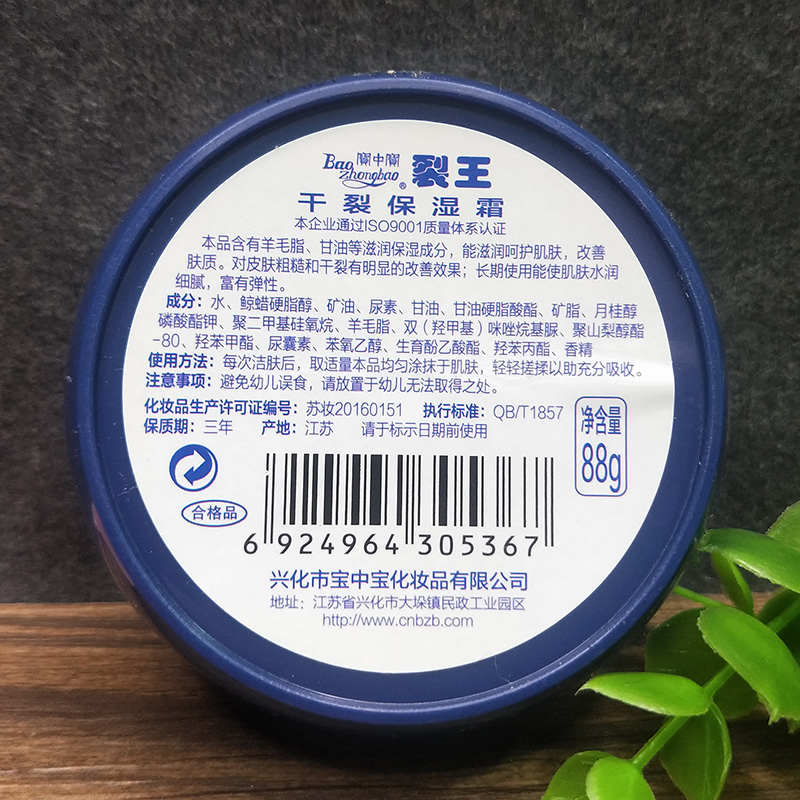 Bao zhongbao 寶中寶® 裂王
干裂保湿霜
本企业通过ISO9001质量体系认证
本品含有羊毛脂、甘油等滋润保湿成分，能滋润呵护肌肤，改善
肤质。对皮肤粗糙和干裂有明显的改善效果；长期使用能使肌肤水润
细腻，富有弹性。
成分：水、鲸蜡硬脂醇、矿油、尿素、甘油、甘油硬脂酸酯、矿脂、月桂醇
磷酸酯钾、聚二甲基硅氧烷、羊毛脂、双（羟甲基）咪唑烷基脲、聚山梨醇酯
-80、羟苯甲酯、尿囊素、苯氧乙醇、生育酚乙酸酯、羟苯丙酯、香精
使用方法：每次洁肤后，取适量本品均匀涂抹于肌肤，轻轻搓揉以助充分吸收。
注意事项：避免幼儿误食，请放置于幼儿无法取得之处。
化妆品生产许可证编号：苏妆20160151 执行标准：QB/T1857
保质期：三年 产地：江苏 请于标示日期前使用
净含量
88g
合格品
6 924964 305367
兴化市宝中宝化妆品有限公司
地址：江苏省兴化市大垛镇民政工业园区
http://www.cnbzb.com